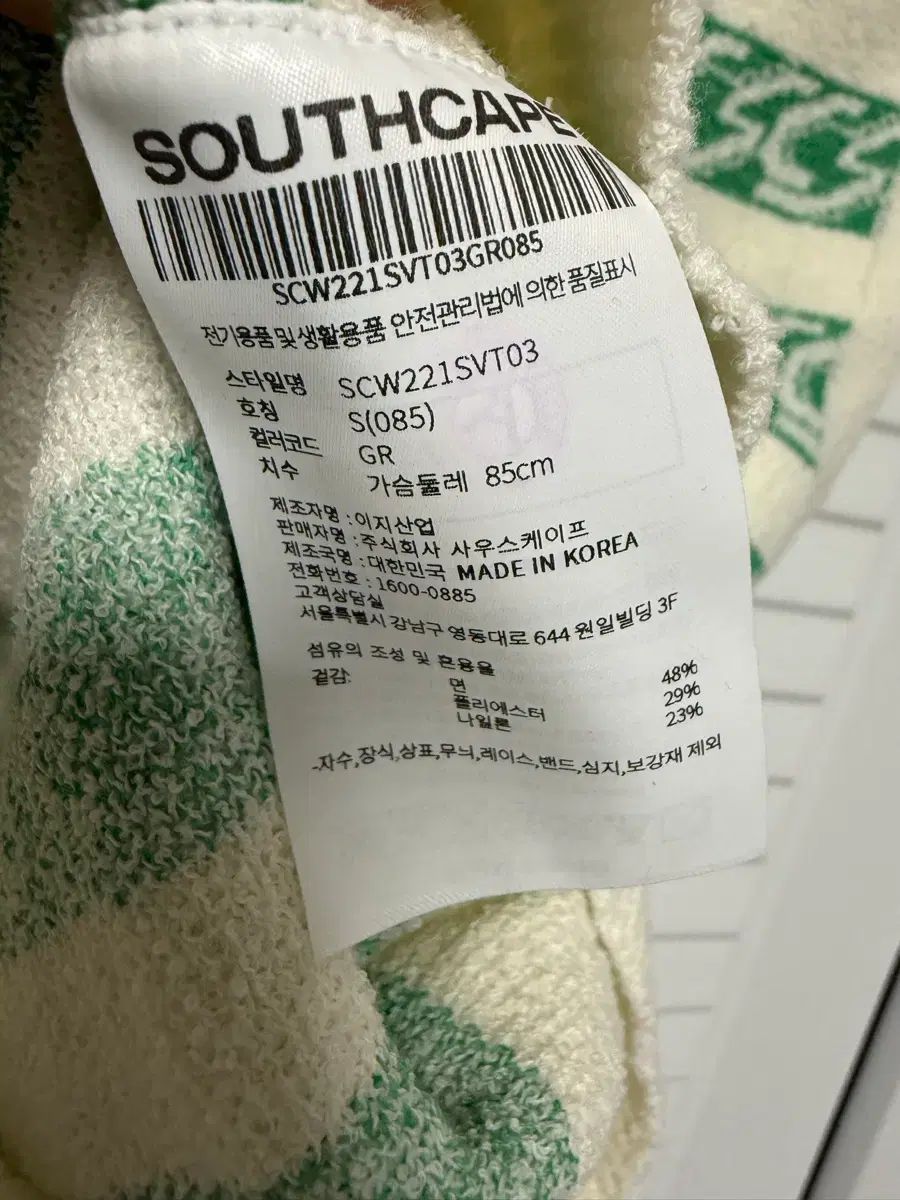 SOUTHCAPE
SCW221SVT03GR085
전기용품 및 생활용품 안전관리법에 의한 품질표시
스타일명 SCW221SVT03
호칭 S(085)
컬러코드 GR
치수 가슴둘레 85cm
제조자명 : 이지산업
판매자명 : 주식회사 사우스케이프
제조국명 : 대한민국 MADE IN KOREA
전화번호 : 1600-0885
고객상담실
서울특별시 강남구 영동대로 644 원일빌딩 3F
섬유의 조성 및 혼용율
겉감: 면 48%
폴리에스터 29%
나일론 23%
-자수,장식,상표,무늬,레이스,밴드,심지,보강재 제외